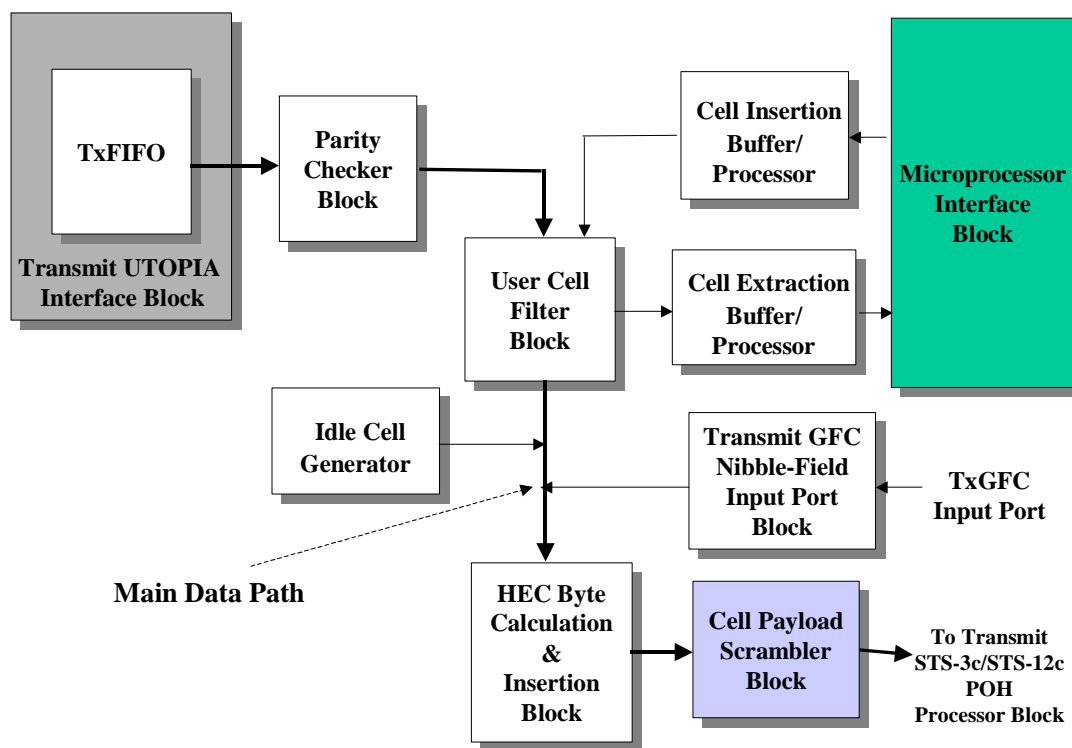 TxFIFO
Transmit UTOPIA
Interface Block
Parity
Checker
Block
Cell Insertion
Buffer/
Processor
Microprocessor
Interface
Block
User Cell
Filter
Block
Cell Extraction
Buffer/
Processor
Idle Cell
Generator
Transmit GFC
Nibble-Field
Input Port
Block
TxGFC
Input Port
Main Data Path
HEC Byte
Calculation
&
Insertion
Block
Cell Payload
Scrambler
Block
To Transmit
STS-3c/STS-12c
POH
Processor Block